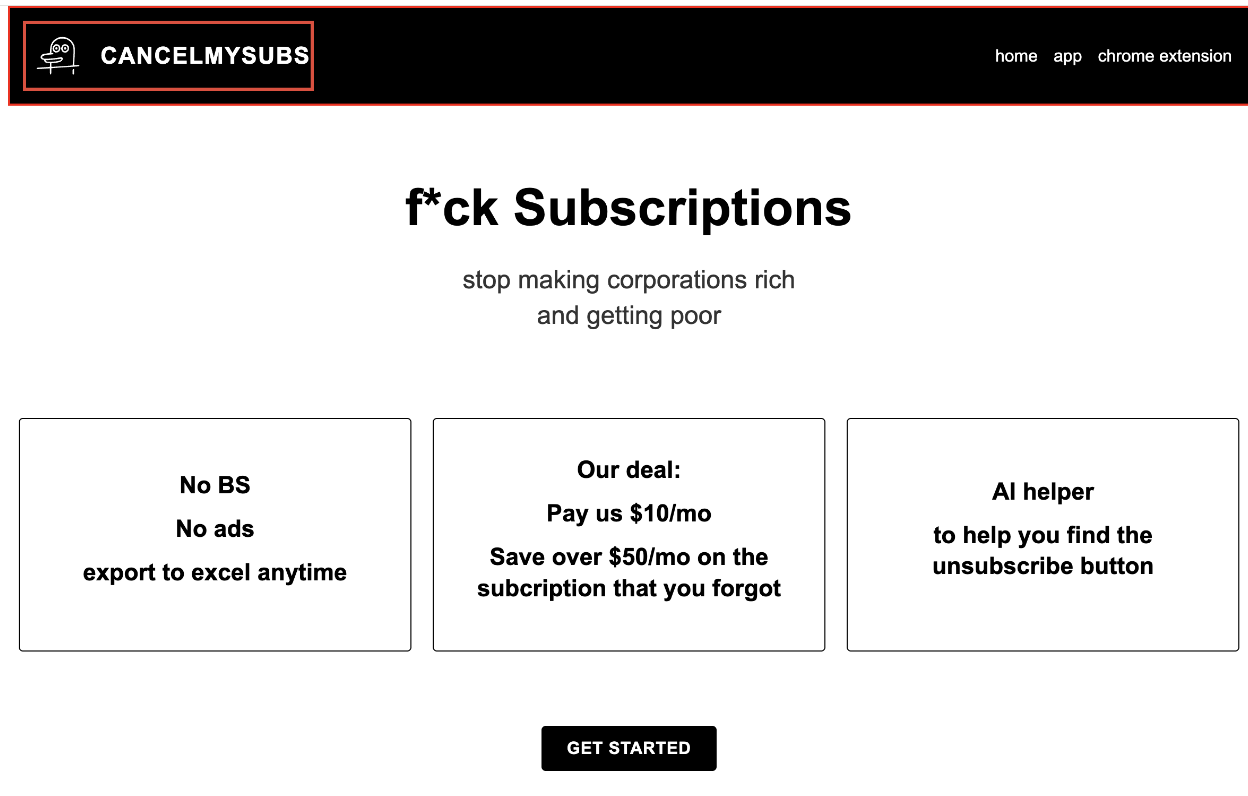 CANCELMYSUBS
home app chrome extension
f*ck Subscriptions
stop making corporations rich
and getting poor
No BS
No ads
export to excel anytime
Our deal:
Pay us $10/mo
Save over $50/mo on the
subcription that you forgot
AI helper
to help you find the
unsubscribe button
GET STARTED